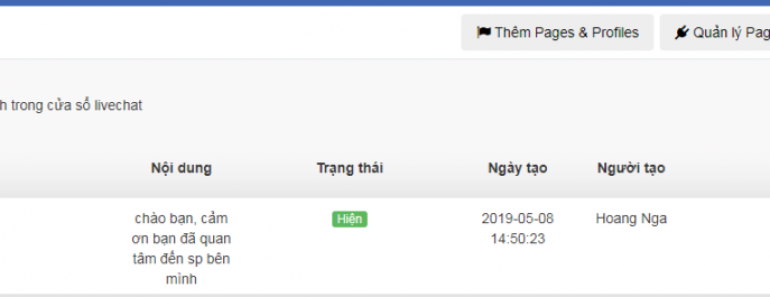 Thêm Pages & Profiles
Quản lý Pag
h trong cửa sổ livechat
Nội dung
Trạng thái
Ngày tạo
Người tạo
chào bạn, cảm
ơn bạn đã quan
tâm đến sp bên
mình
Hiện
2019-05-08
14:50:23
Hoang Nga